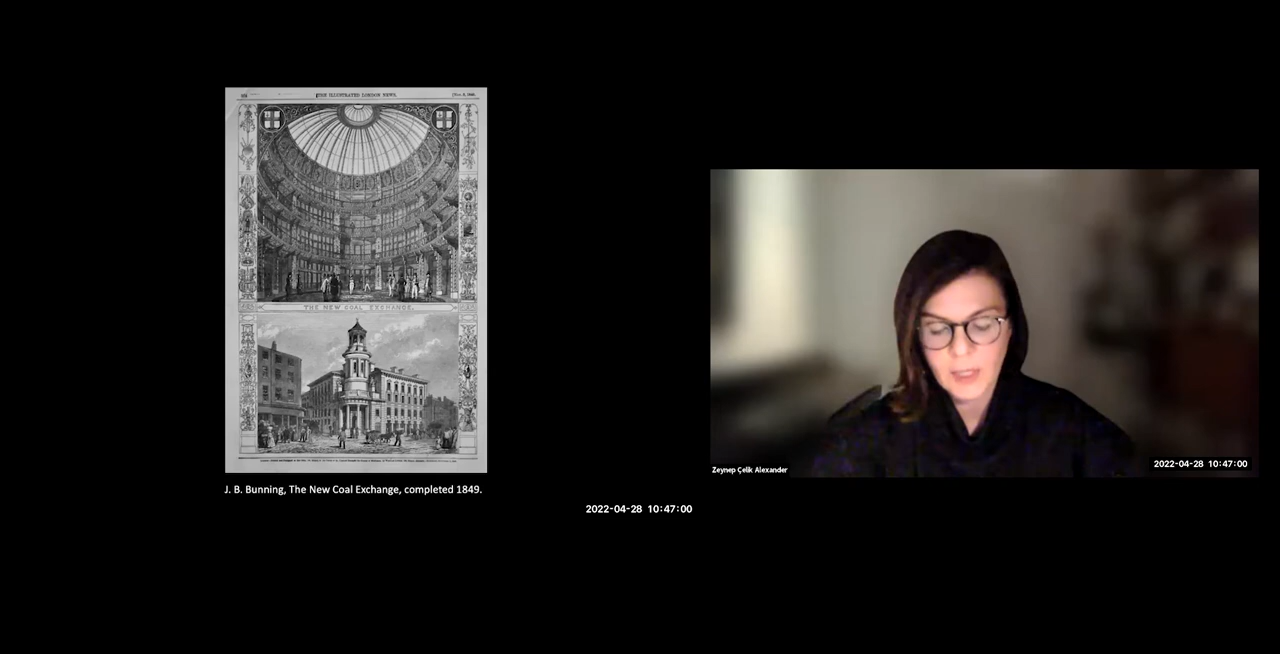 THE ILLUSTRATED LONDON NEWS.
THE NEW COAL EXCHANGE.
J. B. Bunning, The New Coal Exchange, completed 1849.
Zeynep Çelik Alexander
2022-04-28 10:47:00
2022-04-28 10:47:00